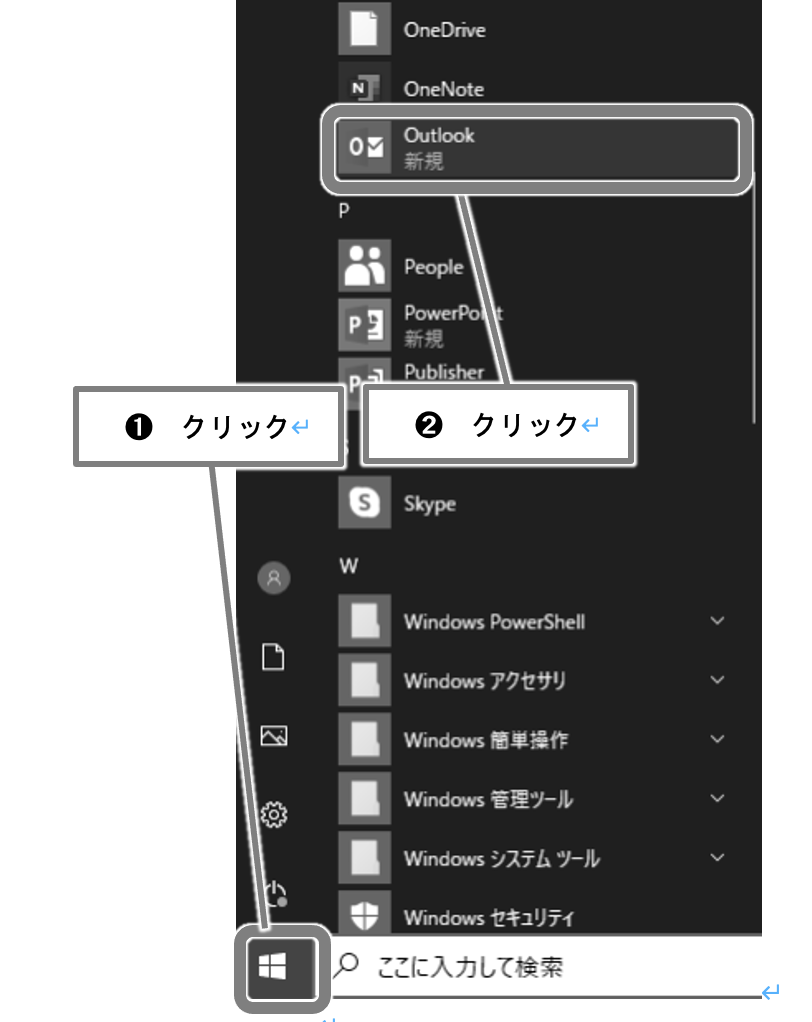 OneDrive
OneNote
Outlook
新規
P
People
PowerPoint
新規
Publisher
❶ クリック↵
❷ クリック↵
Skype
W
Windows PowerShell
Windows アクセサリ
Windows 簡単操作
Windows 管理ツール
Windows システム ツール
Windows セキュリティ
ここに入力して検索